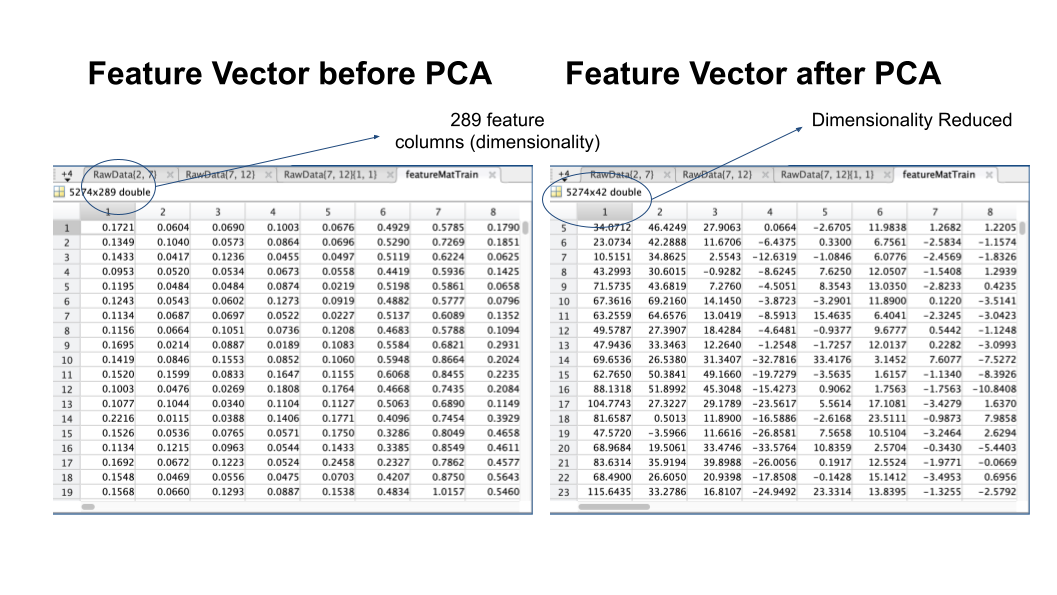 Feature Vector before PCA
Feature Vector after PCA
289 feature
columns (dimensionality)
Dimensionality Reduced
+4 RawData{2, 7} RawData{7, 12} RawData{7, 12}{1, 1} featureMatTrain
5274x289 double
1 2 3 4 5 6 7 8
1 0.1721 0.0604 0.0690 0.1003 0.0676 0.4929 0.5785 0.1790
2 0.1349 0.1040 0.0573 0.0864 0.0696 0.5290 0.7269 0.1851
3 0.1433 0.0417 0.1236 0.0455 0.0497 0.5119 0.6224 0.0625
4 0.0953 0.0520 0.0534 0.0673 0.0558 0.4419 0.5936 0.1425
5 0.1195 0.0484 0.0484 0.0874 0.0219 0.5198 0.5861 0.0658
6 0.1243 0.0543 0.0602 0.1273 0.0919 0.4882 0.5777 0.0796
7 0.1134 0.0687 0.0697 0.0522 0.0227 0.5137 0.6089 0.1352
8 0.1156 0.0664 0.1051 0.0736 0.1208 0.4683 0.5788 0.1094
9 0.1695 0.0214 0.0887 0.0189 0.1083 0.5584 0.6821 0.2931
10 0.1419 0.0846 0.1553 0.0852 0.1060 0.5948 0.8664 0.2024
11 0.1520 0.1599 0.0833 0.1647 0.1155 0.6068 0.8455 0.2235
12 0.1003 0.0476 0.0269 0.1808 0.1764 0.4668 0.7435 0.2084
13 0.1077 0.1044 0.0340 0.1104 0.1127 0.5063 0.6890 0.1149
14 0.2216 0.0115 0.0388 0.1406 0.1771 0.4096 0.7454 0.3929
15 0.1526 0.0536 0.0765 0.0571 0.1750 0.3286 0.8049 0.4658
16 0.1134 0.1215 0.0963 0.0544 0.1433 0.3385 0.8549 0.4611
17 0.1692 0.0672 0.1223 0.0524 0.2458 0.2327 0.7862 0.4577
18 0.1548 0.0469 0.0556 0.0475 0.0703 0.4207 0.8750 0.5643
19 0.1568 0.0660 0.1293 0.0887 0.1538 0.4834 1.0157 0.5460
+4 RawData{2, 7} RawData{7, 12} RawData{7, 12}{1, 1} featureMatTrain
5274x42 double
1 2 3 4 5 6 7 8
5 34.0712 46.4249 27.9063 0.0664 -2.6705 11.9838 1.2682 1.2205
6 23.0734 42.2888 11.6706 -6.4375 0.3300 6.7561 -2.5834 -1.1574
7 10.5151 34.8625 2.5543 -12.6319 -1.0846 6.0776 -2.4569 -1.8326
8 43.2993 30.6015 -0.9282 -8.6245 7.6250 12.0507 -1.5408 1.2939
9 71.5735 43.6819 7.2760 -4.5051 8.3543 13.0350 -2.8233 0.4235
10 67.3616 69.2160 14.1450 -3.8723 -3.2901 11.8900 0.1220 -3.5141
11 63.2559 64.6576 13.0419 -8.5913 15.4635 6.4041 -2.3245 -3.0423
12 49.5787 27.3907 18.4284 -4.6481 -0.9377 9.6777 0.5442 -1.1248
13 47.9436 33.3463 12.2640 -1.2548 -1.7257 12.0137 0.2282 -3.0993
14 69.6536 26.5380 31.3407 -32.7816 33.4176 3.1452 7.6077 -7.5272
15 62.7650 50.3841 49.1660 -19.7279 -3.5635 1.6157 -1.1340 -8.3926
16 88.1318 51.8992 45.3048 -15.4273 0.9062 1.7563 -1.7563 -10.8408
17 104.7743 27.3227 29.1789 -23.5617 5.5614 17.1081 -3.4279 1.6370
18 81.6587 0.5013 11.8900 -16.5886 -2.6168 23.5111 -0.9873 7.9858
19 47.5720 -3.5966 11.6616 -26.8581 7.5658 10.5104 -3.2464 2.6294
20 68.9684 19.5061 33.4746 -33.5764 10.8359 2.5704 -0.3430 -5.4403
21 83.6314 35.9194 39.8988 -26.0056 0.1917 12.5524 -1.9771 -0.0669
22 68.4900 26.6050 20.9398 -17.8508 -0.1428 15.1412 -3.4953 0.6956
23 115.6435 33.2786 16.8107 -24.9492 23.3314 13.8395 -1.3255 -2.5792